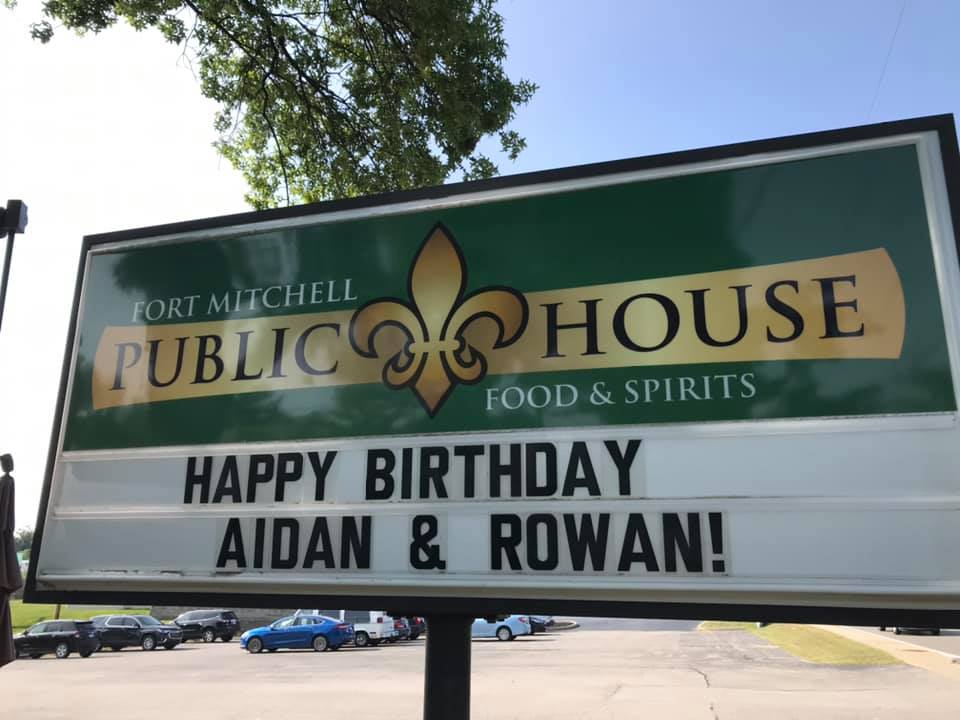 FORT MITCHELL
PUBLIC HOUSE
FOOD & SPIRITS
HAPPY BIRTHDAY
AIDAN & ROWAN!